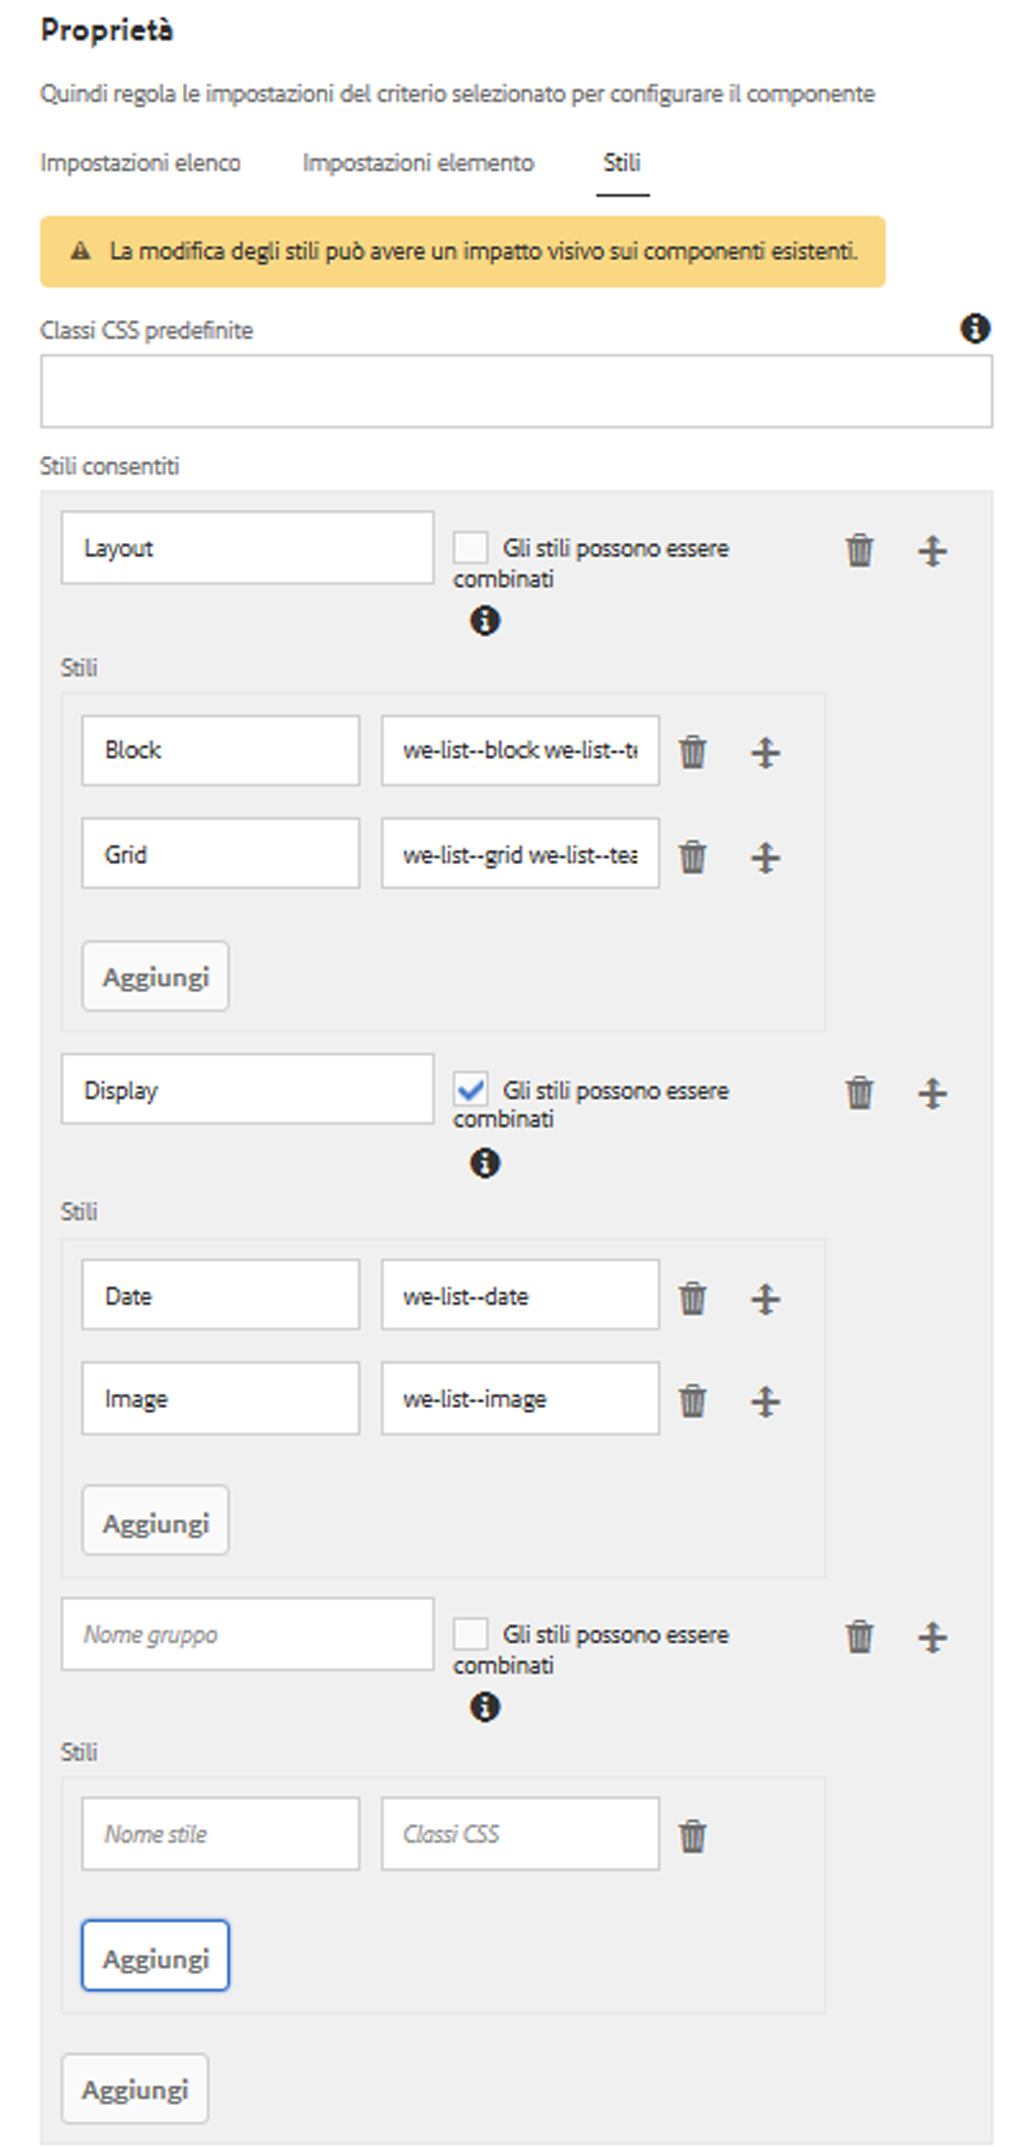 Proprietà
Quindi regola le impostazioni del criterio selezionato per configurare il componente
Impostazioni elenco Impostazioni elemento Stili
La modifica degli stili può avere un impatto visivo sui componenti esistenti.
Classi CSS predefinite
Stili consentiti
Layout Gli stili possono essere
combinati
Stili
Block we-list--block we-list--te
Grid we-list--grid we-list--tea
Aggiungi
Display Gli stili possono essere
combinati
Stili
Date we-list--date
Image we-list--image
Aggiungi
Nome gruppo Gli stili possono essere
combinati
Stili
Nome stile Classi CSS
Aggiungi
Aggiungi